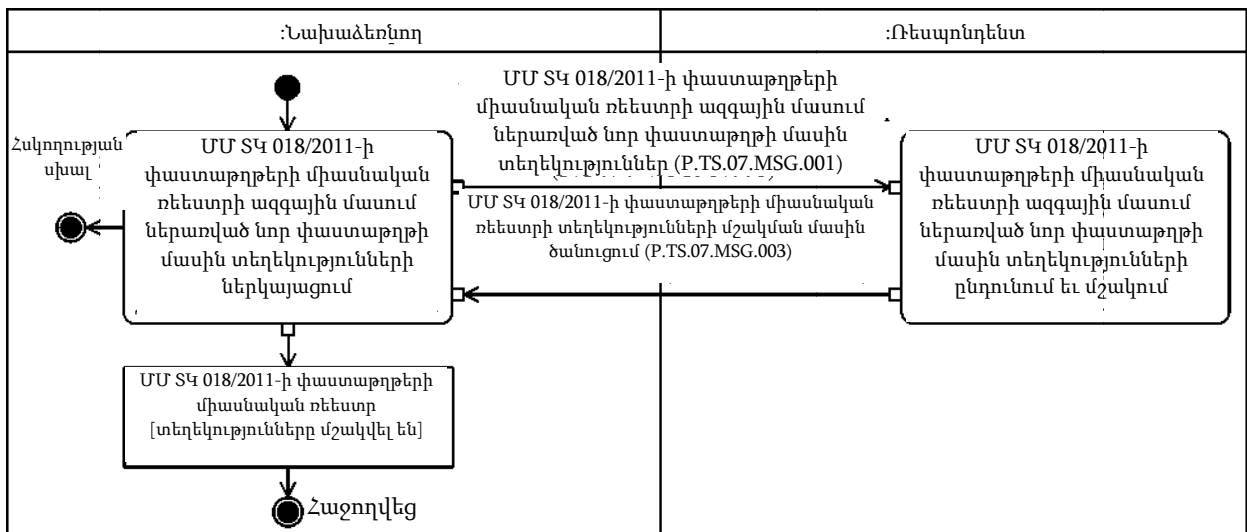 :Նախաձեռնող
:Ռեսպոնդենտ
ՄՄ ՏԿ 018/2011-ի փաստաթղթերի
միասնական ռեեստրի ազգային մասում
ներառված նոր փաստաթղթի մասին
տեղեկություններ (P.TS.07.MSG.001)
Հսկողության
սխալ
ՄՄ ՏԿ 018/2011-ի
փաստաթղթերի միասնական
ռեեստրի ազգային մասում
ներառված նոր փաստաթղթի
մասին տեղեկությունների
ներկայացում
ՄՄ ՏԿ 018/2011-ի փաստաթղթերի միասնական
ռեեստրի տեղեկությունների մշակման մասին
ծանուցում (P.TS.07.MSG.003)
ՄՄ ՏԿ 018/2011-ի
փաստաթղթերի միասնական
ռեեստրի ազգային մասում
ներառված նոր փաստաթղթի
մասին տեղեկությունների
ընդունում եւ մշակում
ՄՄ ՏԿ 018/2011-ի փաստաթղթերի
միասնական ռեեստր
[տեղեկությունները մշակվել են]
Հաջողվեց